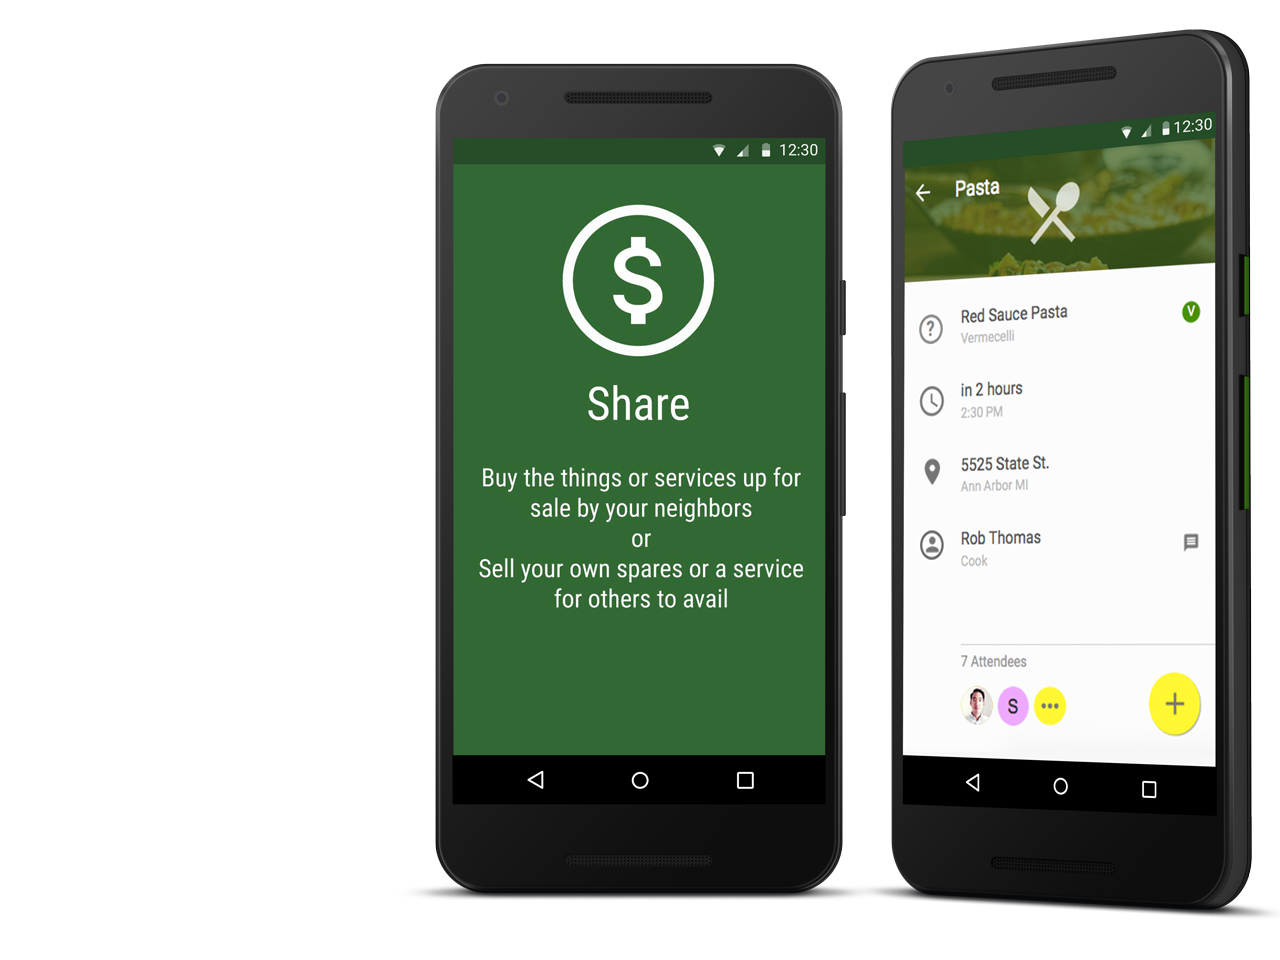 12:30
$
Share
Buy the things or services up for
sale by your neighbors
or
Sell your own spares or a service
for others to avail
12:30
Pasta
Red Sauce Pasta
V
Vermecelli
in 2 hours
2:30 PM
5525 State St.
Ann Arbor MI
Rob Thomas
Cook
7 Attendees
S